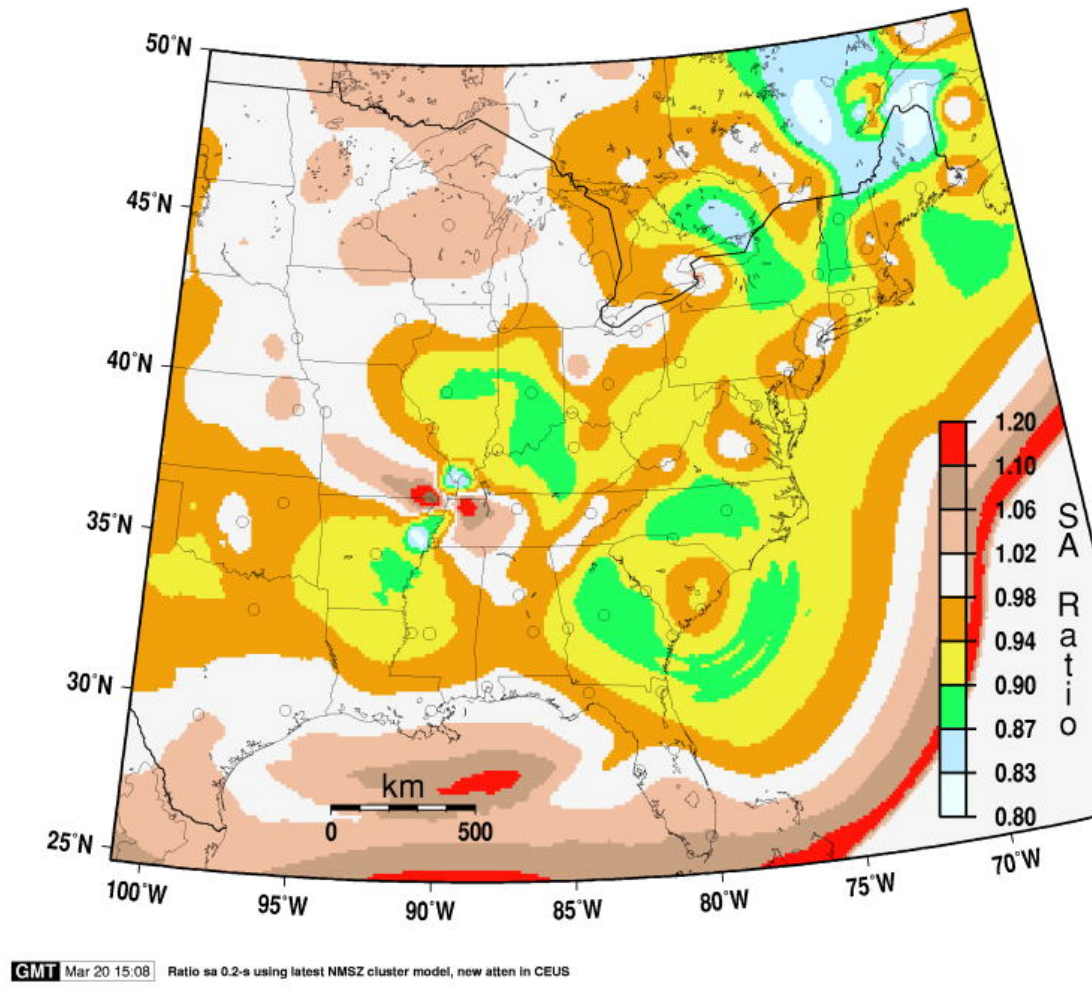 50°N
45°N
40°N
35°N
30°N
25°N
100°W
95°W
90°W
85°W
80°W
75°W
70°W
km
0 500
1.20
1.10
1.06
1.02
0.98
0.94
0.90
0.87
0.83
0.80
SA Ratio
GMT Mar 20 15:08 Ratio sa 0.2-s using latest NMSZ cluster model, new atten in CEUS